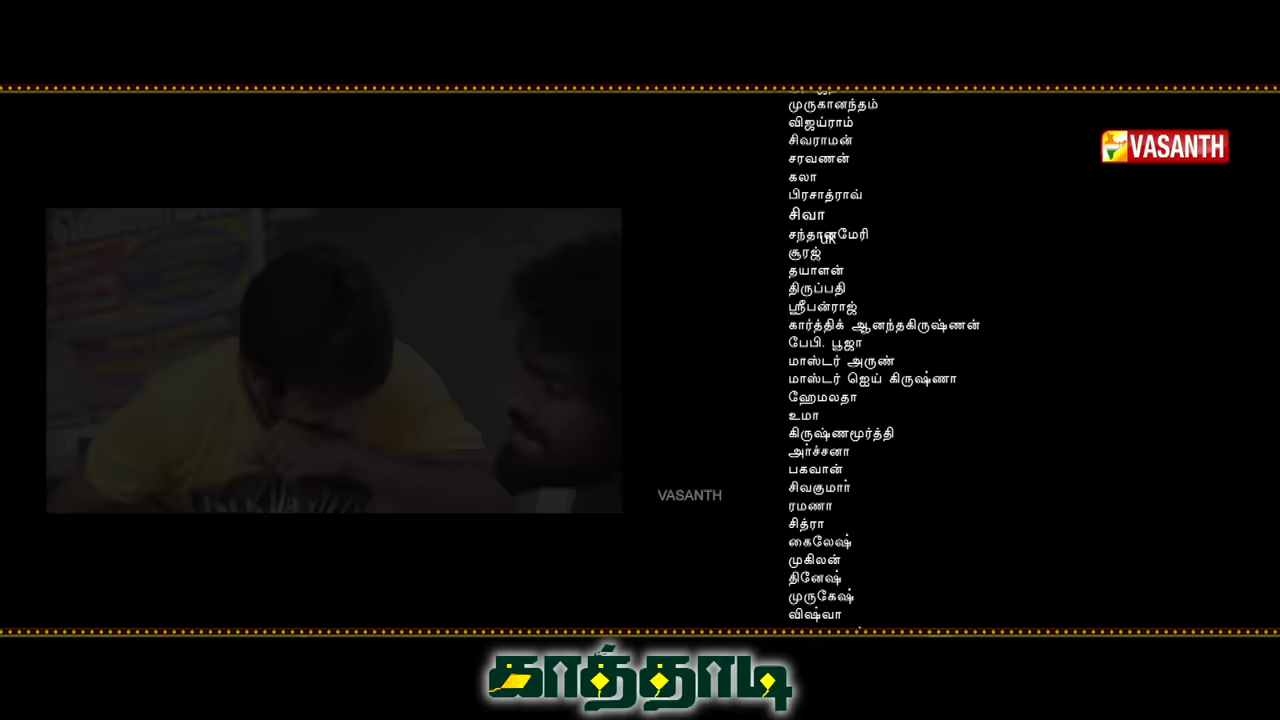 முருகானந்தம்
விஜய்ராம்
சிவராமன்
சரவணன்
கலா
பிரசாத்ராவ்
சிவா
சந்தானமேரி
சூரஜ்
தயாளன்
திருப்பதி
ஸ்ரீபன்ராஜ்
கார்த்திக் ஆனந்தகிருஷ்ணன்
பேபி. பூஜா
மாஸ்டர் அருண்
மாஸ்டர் ஜெய் கிருஷ்ணா
ஹேமலதா
உமா
கிருஷ்ணமூர்த்தி
அர்ச்சனா
பகவான்
சிவகுமார்
ரமணா
சித்ரா
கைலேஷ்
முகிலன்
தினேஷ்
முருகேஷ்
விஷ்வா
VASANTH
VASANTH
காத்தாடி